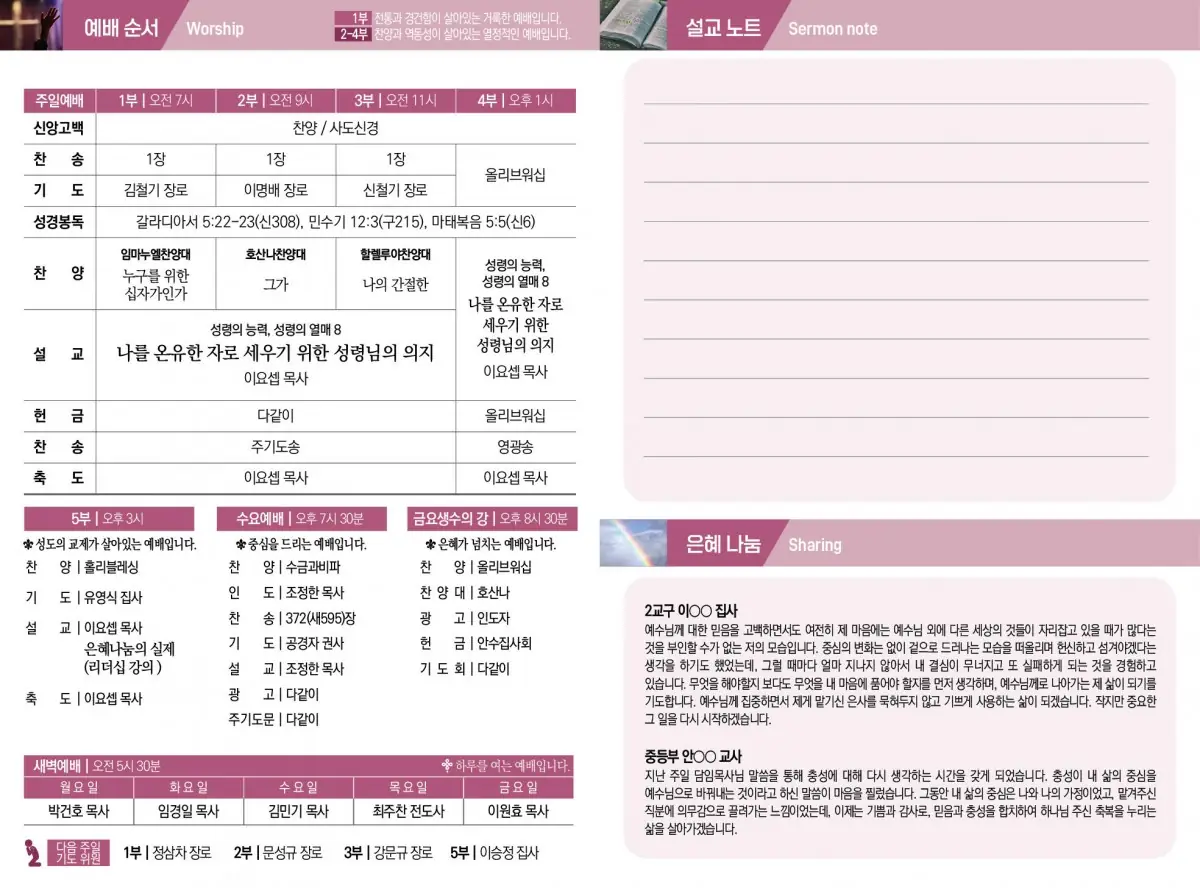 예배 순서 Worship
1부 전통과 경건함이 살아있는 거룩한 예배입니다.
2-4부 찬양과 역동성이 살아있는 열정적인 예배입니다.
주일예배 1부 | 오전 7시 2부 | 오전 9시 3부 | 오전 11시 4부 | 오후 1시
신앙고백 찬양 / 사도신경
찬 송 1장 1장 1장
올리브워십
기 도 김철기 장로 이명배 장로 신철기 장로
성경봉독 갈라디아서 5:22-23(신308), 민수기 12:3(구215), 마태복음 5:5(신6)
찬 양
임마누엘찬양대
누구를 위한
십자가인가
호산나찬양대
그가
할렐루야찬양대
나의 간절한
성령의 능력,
성령의 열매 8
나를 온유한 자로
세우기 위한
성령님의 의지
이요셉 목사
설 교
성령의 능력, 성령의 열매 8
나를 온유한 자로 세우기 위한 성령님의 의지
이요셉 목사
헌 금 다같이 올리브워십
찬 송 주기도송 영광송
축 도 이요셉 목사 이요셉 목사
5부 | 오후 3시
성도의 교제가 살아있는 예배입니다.
찬 양 | 홀리블레싱
기 도 | 유영식 집사
설 교 | 이요셉 목사
은혜나눔의 실제
(리더십 강의 )
축 도 | 이요셉 목사
수요예배 | 오후 7시 30분
중심을 드리는 예배입니다.
찬 양 | 수금과비파
인 도 | 조정한 목사
찬 송 | 372(새595)장
기 도 | 공경자 권사
설 교 | 조정한 목사
광 고 | 다같이
주기도문 | 다같이
금요생수의 강 | 오후 8시 30분
은혜가 넘치는 예배입니다.
찬 양 | 올리브워십
찬 양 대 | 호산나
광 고 | 인도자
헌 금 | 안수집사회
기 도 회 | 다같이
새벽예배 | 오전 5시 30분 하루를 여는 예배입니다.
월 요 일 화 요 일 수 요 일 목 요 일 금 요 일
박건호 목사 임경일 목사 김민기 목사 최주찬 전도사 이원효 목사
다음 주일
기도 위원
1부 | 정삼차 장로 2부 | 문성규 장로 3부 | 강문규 장로 5부 | 이승정 집사
설교 노트 Sermon note
은혜 나눔 Sharing
2교구 이○○ 집사
예수님께 대한 믿음을 고백하면서도 여전히 제 마음에는 예수님 외에 다른 세상의 것들이 자리잡고 있을 때가 많다는
것을 부인할 수가 없는 저의 모습입니다. 중심의 변화는 없이 겉으로 드러나는 모습을 떠올리며 헌신하고 섬겨야겠다는
생각을 하기도 했었는데, 그럴 때마다 얼마 지나지 않아서 내 결심이 무너지고 또 실패하게 되는 것을 경험하고
있습니다. 무엇을 해야할지 보다도 무엇을 내 마음에 품어야 할지를 먼저 생각하며, 예수님께로 나아가는 제 삶이 되기를
기도합니다. 예수님께 집중하면서 제게 맡기신 은사를 묵혀두지 않고 기쁘게 사용하는 삶이 되겠습니다. 작지만 중요한
그 일을 다시 시작하겠습니다.
중등부 안○○ 교사
지난 주일 담임목사님 말씀을 통해 충성에 대해 다시 생각하는 시간을 갖게 되었습니다. 충성이 내 삶의 중심을
예수님으로 바꿔내는 것이라고 하신 말씀이 마음을 찔렀습니다. 그동안 내 삶의 중심은 나와 나의 가정이었고, 맡겨주신
직분에 의무감으로 끌려가는 느낌이었는데, 이제는 기쁨과 감사로, 믿음과 충성을 합치하여 하나님 주신 축복을 누리는
삶을 살아가겠습니다.